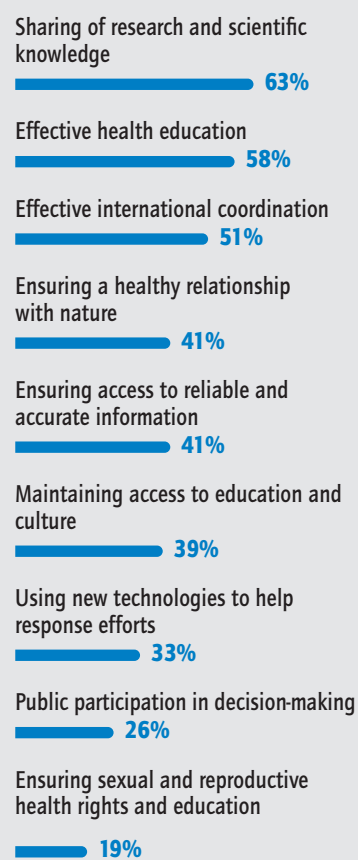 Sharing of research and scientific
knowledge
63%
Effective health education
58%
Effective international coordination
51%
Ensuring a healthy relationship
with nature
41%
Ensuring access to reliable and
accurate information
41%
Maintaining access to education and
culture
39%
Using new technologies to help
response efforts
33%
Public participation in decision-making
26%
Ensuring sexual and reproductive
health rights and education
19%